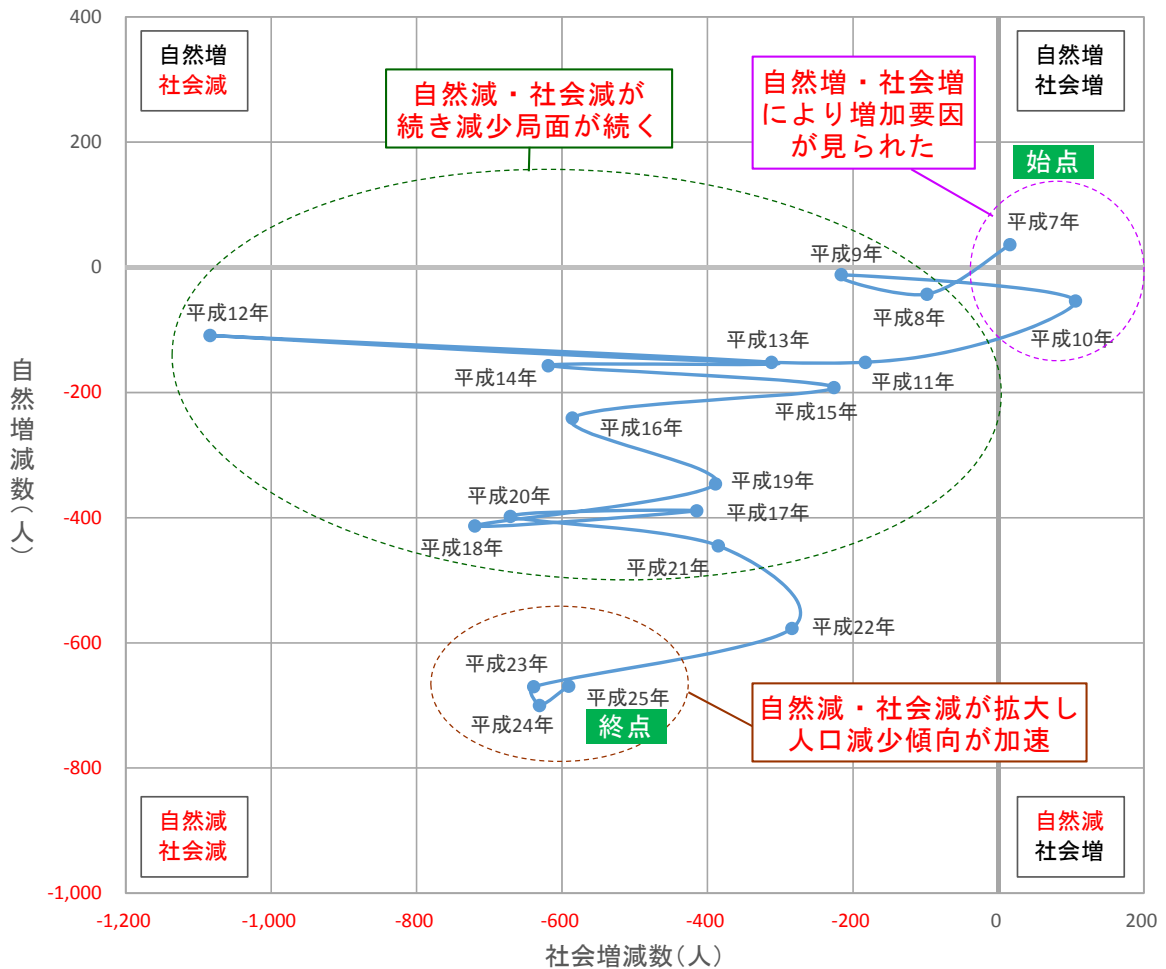 400
200
0
-200
-400
-600
-800
-1,000
自然増減数（人）
自然増
社会減
自然減・社会減が
続き減少局面が続く
自然増・社会増
により増加要因
が見られた
自然増
社会増
始点
平成7年
平成9年
平成8年
平成10年
平成12年
平成13年
平成14年
平成11年
平成15年
平成16年
平成19年
平成20年
平成17年
平成18年
平成21年
平成22年
平成23年
平成25年
平成24年
終点
自然減・社会減が拡大し
人口減少傾向が加速
自然減
社会減
自然減
社会増
-1,200
-1,000
-800
-600
-400
-200
0
200
社会増減数（人）